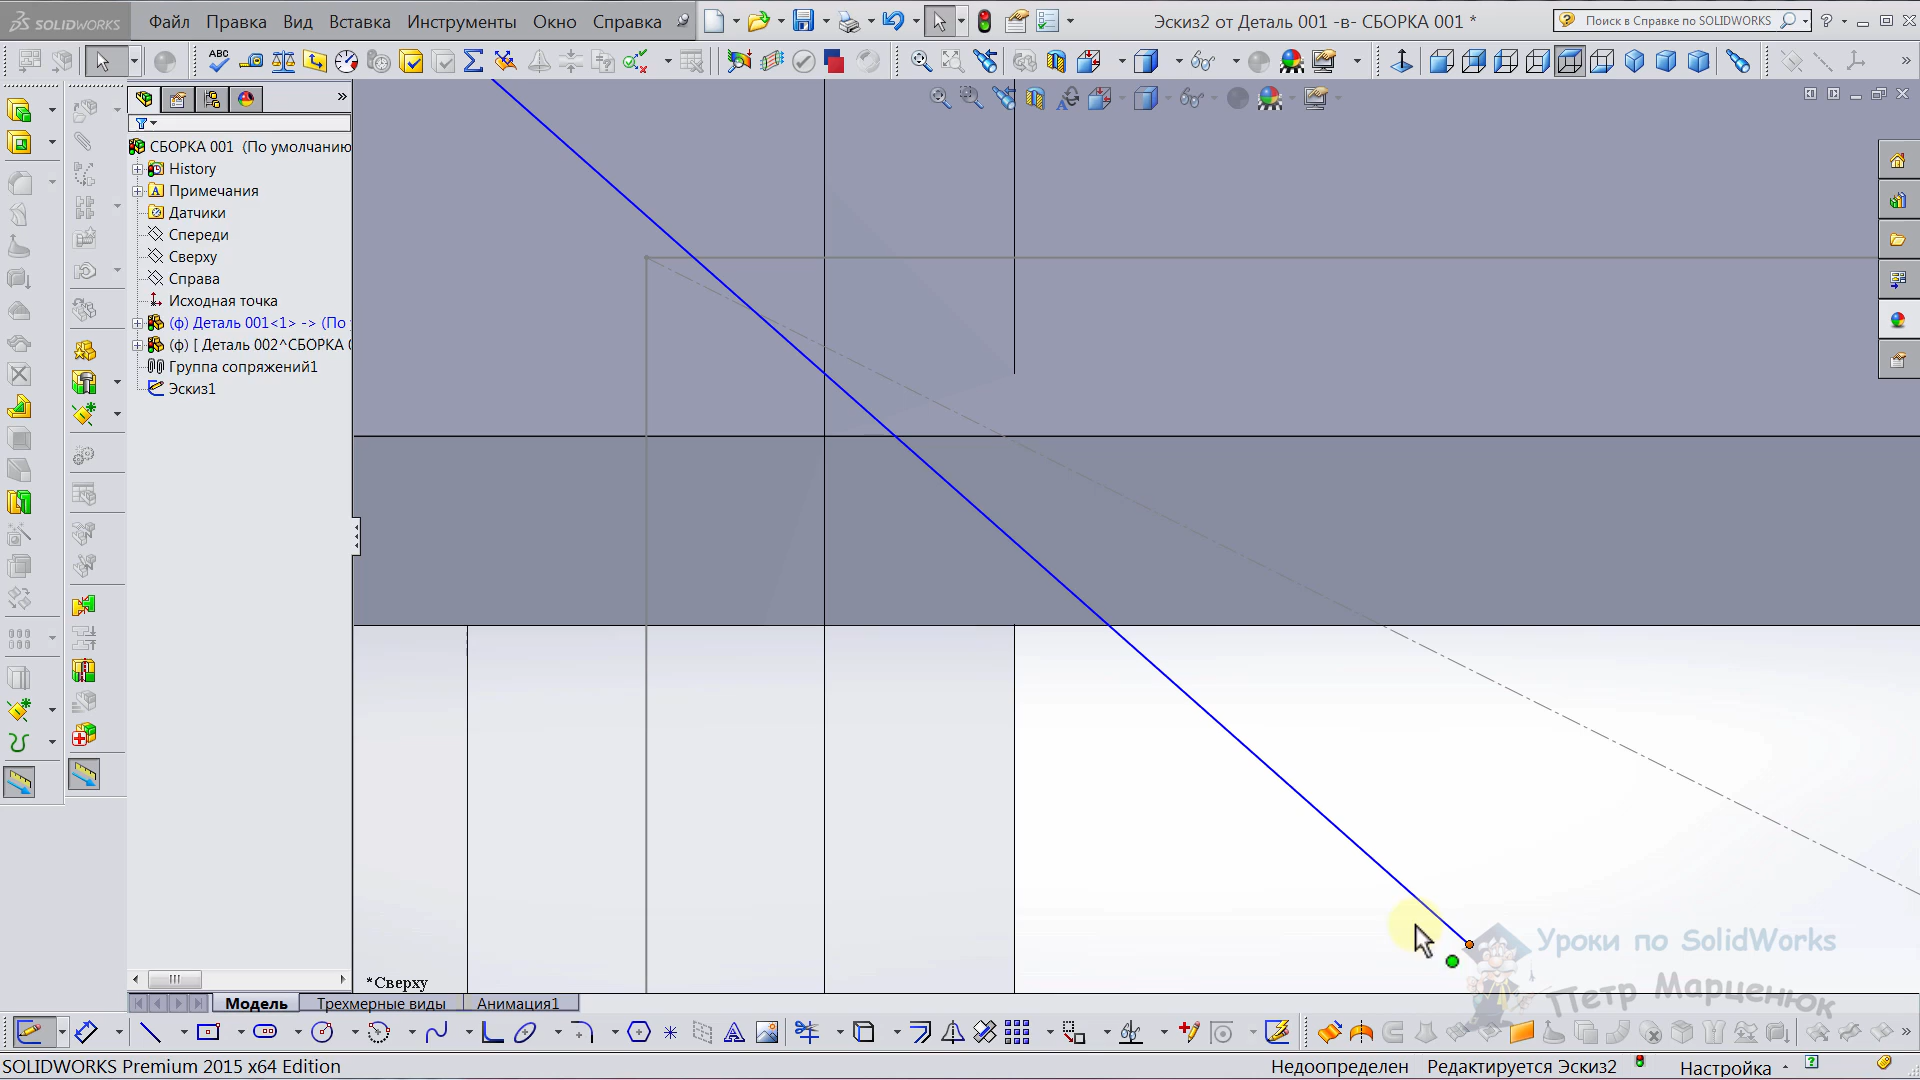 SOLIDWORKS
Файл
Правка
Вид
Вставка
Инструменты
Окно
Справка
Эскиз2 от Деталь 001 -в- СБОРКА 001 *
Поиск в Справке по SOLIDWORKS
ABC
СБОРКА 001 (По умолчанию
History
Примечания
Датчики
Спереди
Сверху
Справа
Исходная точка
(ф) Деталь 001<1> -> (По
(ф) [ Деталь 002^СБОРКА
Группа сопряжений1
Эскиз1
*Сверху
Уроки по SolidWorks
Петр Марценюк
Модель
Трехмерные виды
Анимация1
SOLIDWORKS Premium 2015 x64 Edition
Недоопределен
Редактируется Эскиз2
Настройка